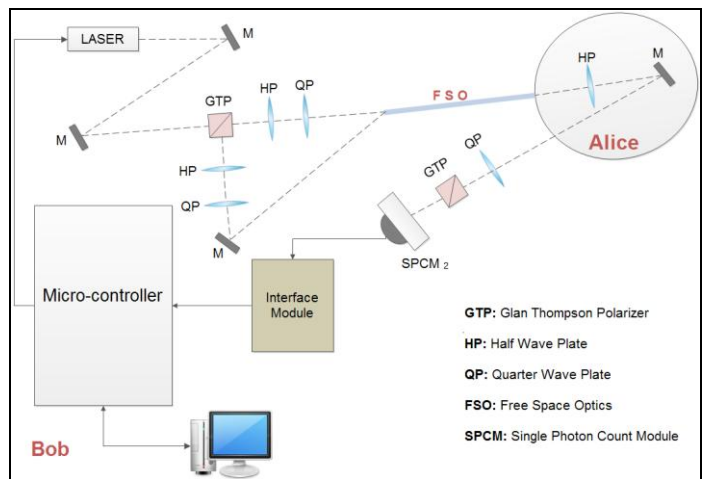 LASER
M
M
GTP
HP
QP
F S O
HP
M
Alice
HP
QP
M
GTP
QP
SPCM 2
Micro-controller
Interface
Module
GTP: Glan Thompson Polarizer
HP: Half Wave Plate
QP: Quarter Wave Plate
FSO: Free Space Optics
SPCM: Single Photon Count Module
Bob